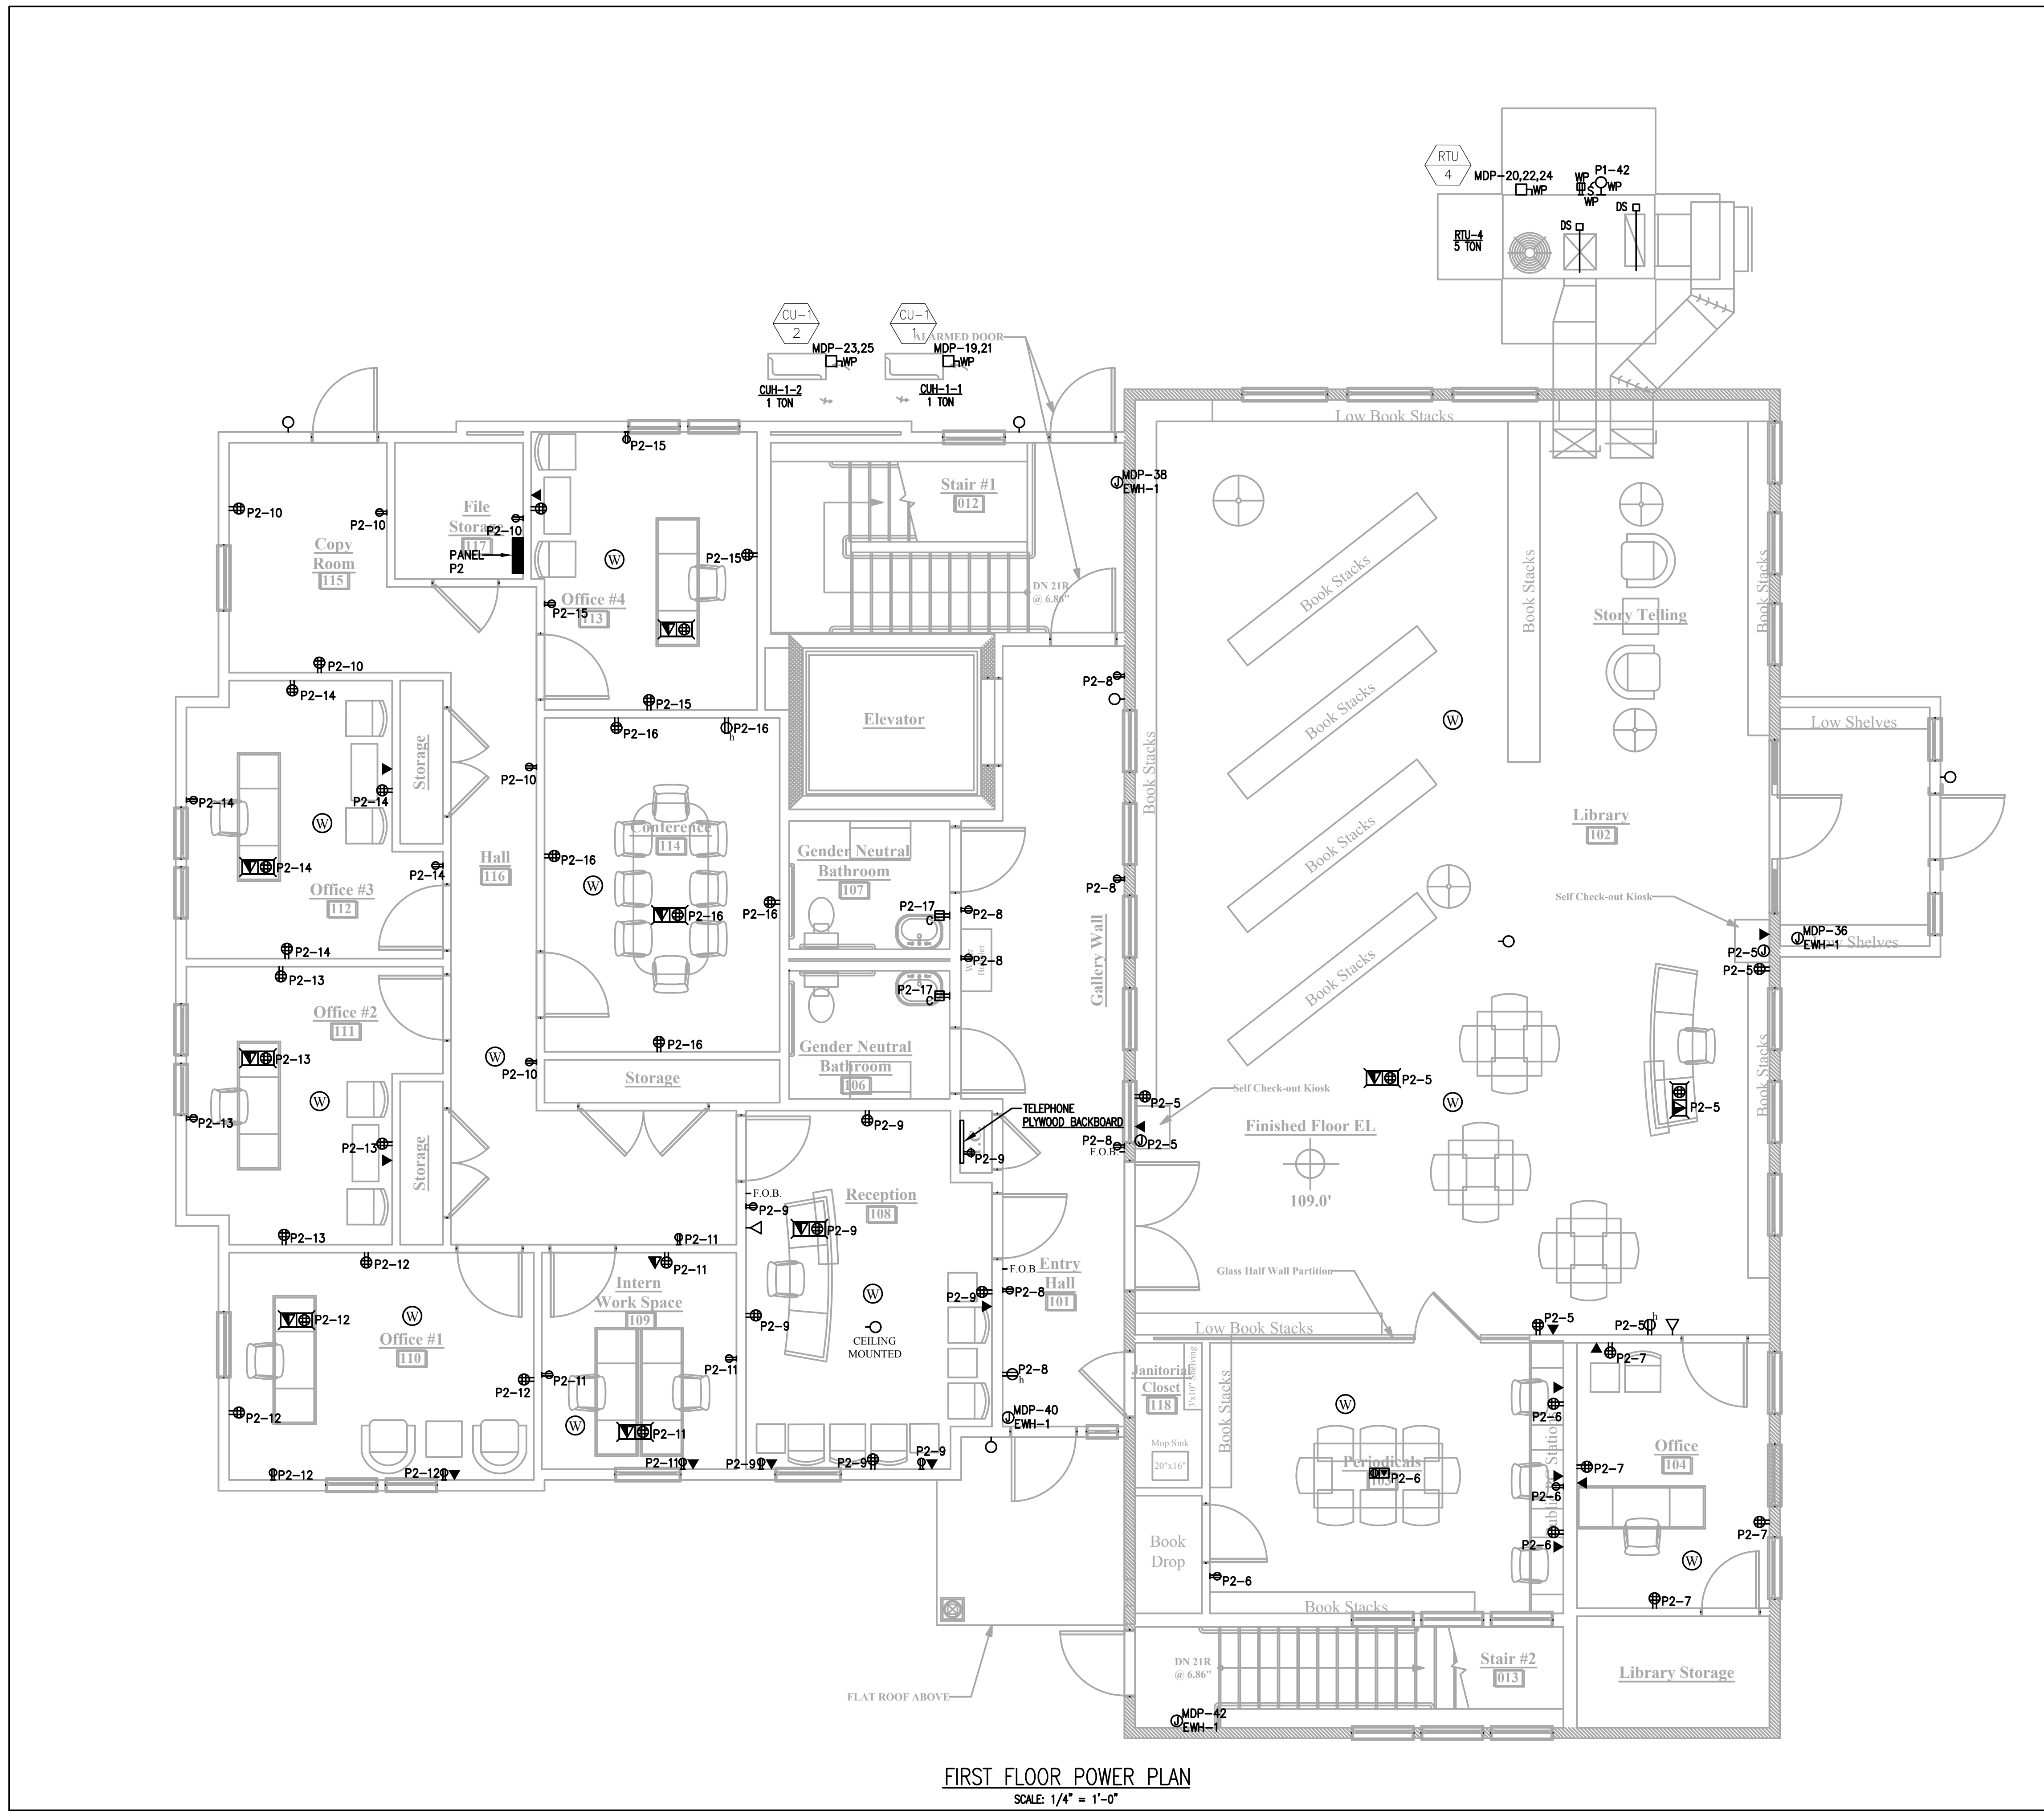 RTU
4
MDP-20,22,24
WP
WP
P1-42
S
WP
WP
DS
DS
RTU-4
5 TON
CU-1
2
CU-1
1
ALARMED DOOR
MDP-23,25
WP
MDP-19,21
WP
CUH-1-2
1 TON
CUH-1-1
1 TON
Low Book Stacks
P2-15
MDP-38
J
EWH-1
Stair #1
012
File
Storage
117
P2-10
P2-10
P2-10
Copy
Room
115
PANEL
P2
W
P2-15
Office #4
113
P2-15
DN 21R
@ 6.86"
Book Stacks
Book Stacks
Book Stacks
Story Telling
P2-10
P2-14
P2-15
P2-8
P2-16
P2-16
h
Elevator
Book Stacks
W
Low Shelves
Storage
P2-10
P2-14
P2-14
W
Book Stacks
Library
102
Conference
114
Gender Neutral
Bathroom
107
Hall
116
P2-16
W
P2-14
P2-14
Office #3
112
Book Stacks
P2-8
P2-17
C
P2-8
P2-16
P2-16
Self Check-out Kiosk
MDP-36
J
EWH-1
Low Shelves
J
P2-5
P2-5
Gallery Wall
P2-14
P2-13
P2-8
P2-17
C
Book Stacks
Office #2
111
P2-13
W
P2-10
P2-16
Gender Neutral
Bathroom
106
Storage
Book Stacks
P2-5
W
P2-5
Self Check-out Kiosk
P2-5
TELEPHONE
PLYWOOD BACKBOARD
P2-13
W
P2-9
Finished Floor EL
P2-13
Storage
P2-8
F.O.B.
J
P2-5
P2-9
F.O.B.
Reception
108
109.0'
P2-9
P2-9
P2-13
P2-11
P2-12
P2-11
F.O.B.
Entry
Hall
101
Glass Half Wall Partition
Intern
Work Space
109
W
P2-9
P2-8
P2-12
W
Office #1
110
P2-9
CEILING
MOUNTED
Low Book Stacks
P2-5
P2-5
h
P2-7
P2-11
P2-11
P2-12
P2-8
h
Janitorial
Closet
118
3'x10" Shelving
Book Stacks
W
P2-6
P2-12
W
P2-11
MDP-40
J
EWH-1
Mop Sink
20"x16"
Periodicals
P2-6
Office
104
P2-7
P2-12
P2-12
P2-11
P2-9
P2-9
P2-9
P2-6
P2-7
Book
Drop
P2-6
W
P2-6
P2-7
Book Stacks
DN 21R
@ 6.86"
Stair #2
013
Library Storage
FLAT ROOF ABOVE
MDP-42
J
EWH-1
FIRST FLOOR POWER PLAN
SCALE: 1/4" = 1'-0"